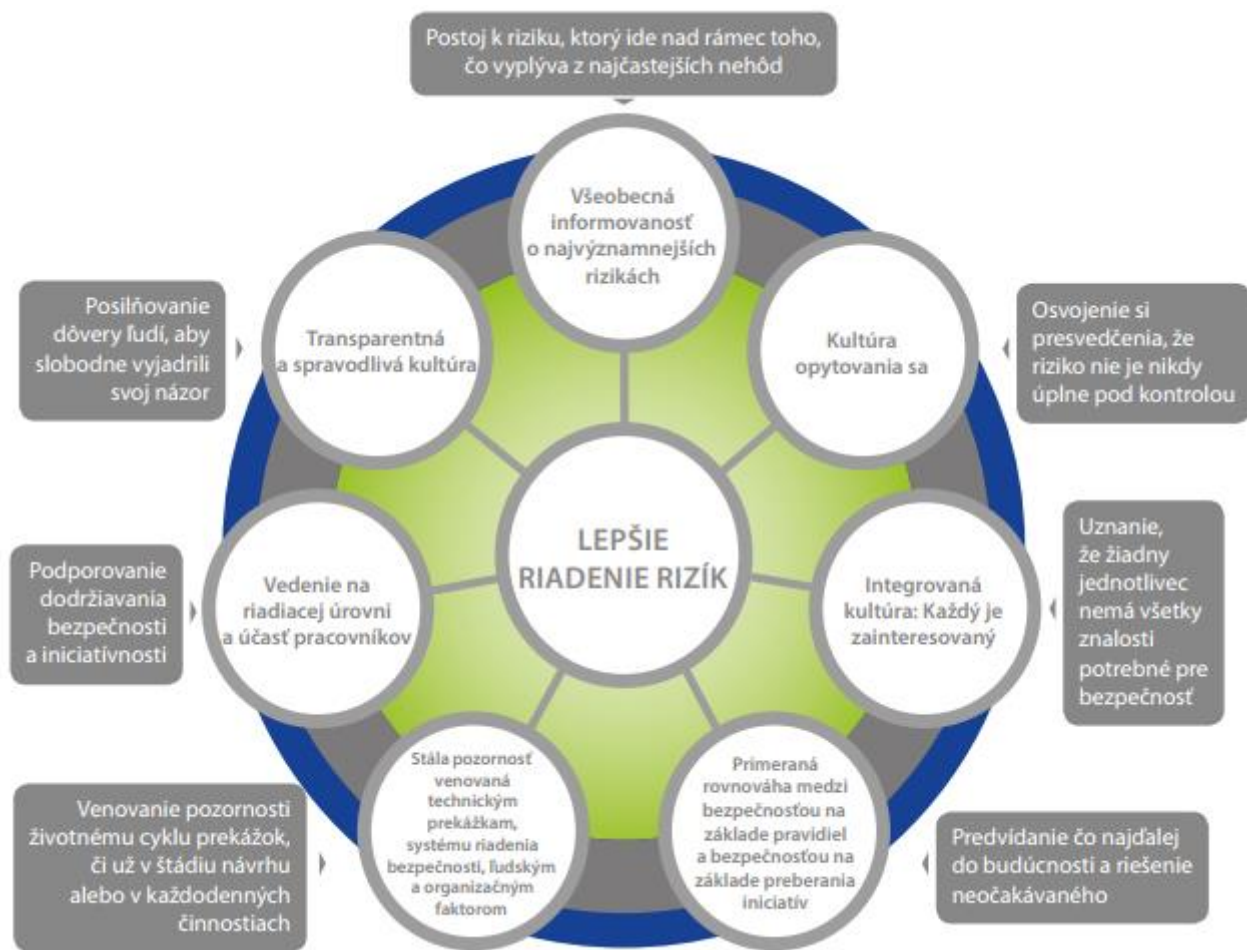 Postoj k riziku, ktorý ide nad rámec toho,
čo vyplýva z najčastejších nehôd
Všeobecná
informovanosť
o najvýznamnejších
rizikách
Posilňovanie
dôvery ľudí, aby
slobodne vyjadrili
svoj názor
Transparentná
a spravodlivá kultúra
Kultúra
opytovania sa
Osvojenie si
presvedčenia, že
riziko nie je nikdy
úplne pod kontrolou
LEPŠIE
RIADENIE RIZÍK
Podporovanie
dodržiavania
bezpečnosti
a iniciatívnosti
Vedenie na
riadiacej úrovni
a účasť pracovníkov
Integrovaná
kultúra: Každý je
zainteresovaný
Uznanie,
že žiadny
jednotlivec
nemá všetky
znalosti
potrebné pre
bezpečnosť
Venovanie pozornosti
životnému cyklu prekážok,
či už v štádiu návrhu
alebo v každodenných
činnostiach
Stála pozornosť
venovaná
technickým
prekážkam,
systému riadenia
bezpečnosti, ľudským
a organizačným
faktorom
Primeraná
rovnováha medzi
bezpečnosťou na
základe pravidiel
a bezpečnosťou na
základe preberania
iniciatív
Predvídanie čo najďalej
do budúcnosti a riešenie
neočakávaného